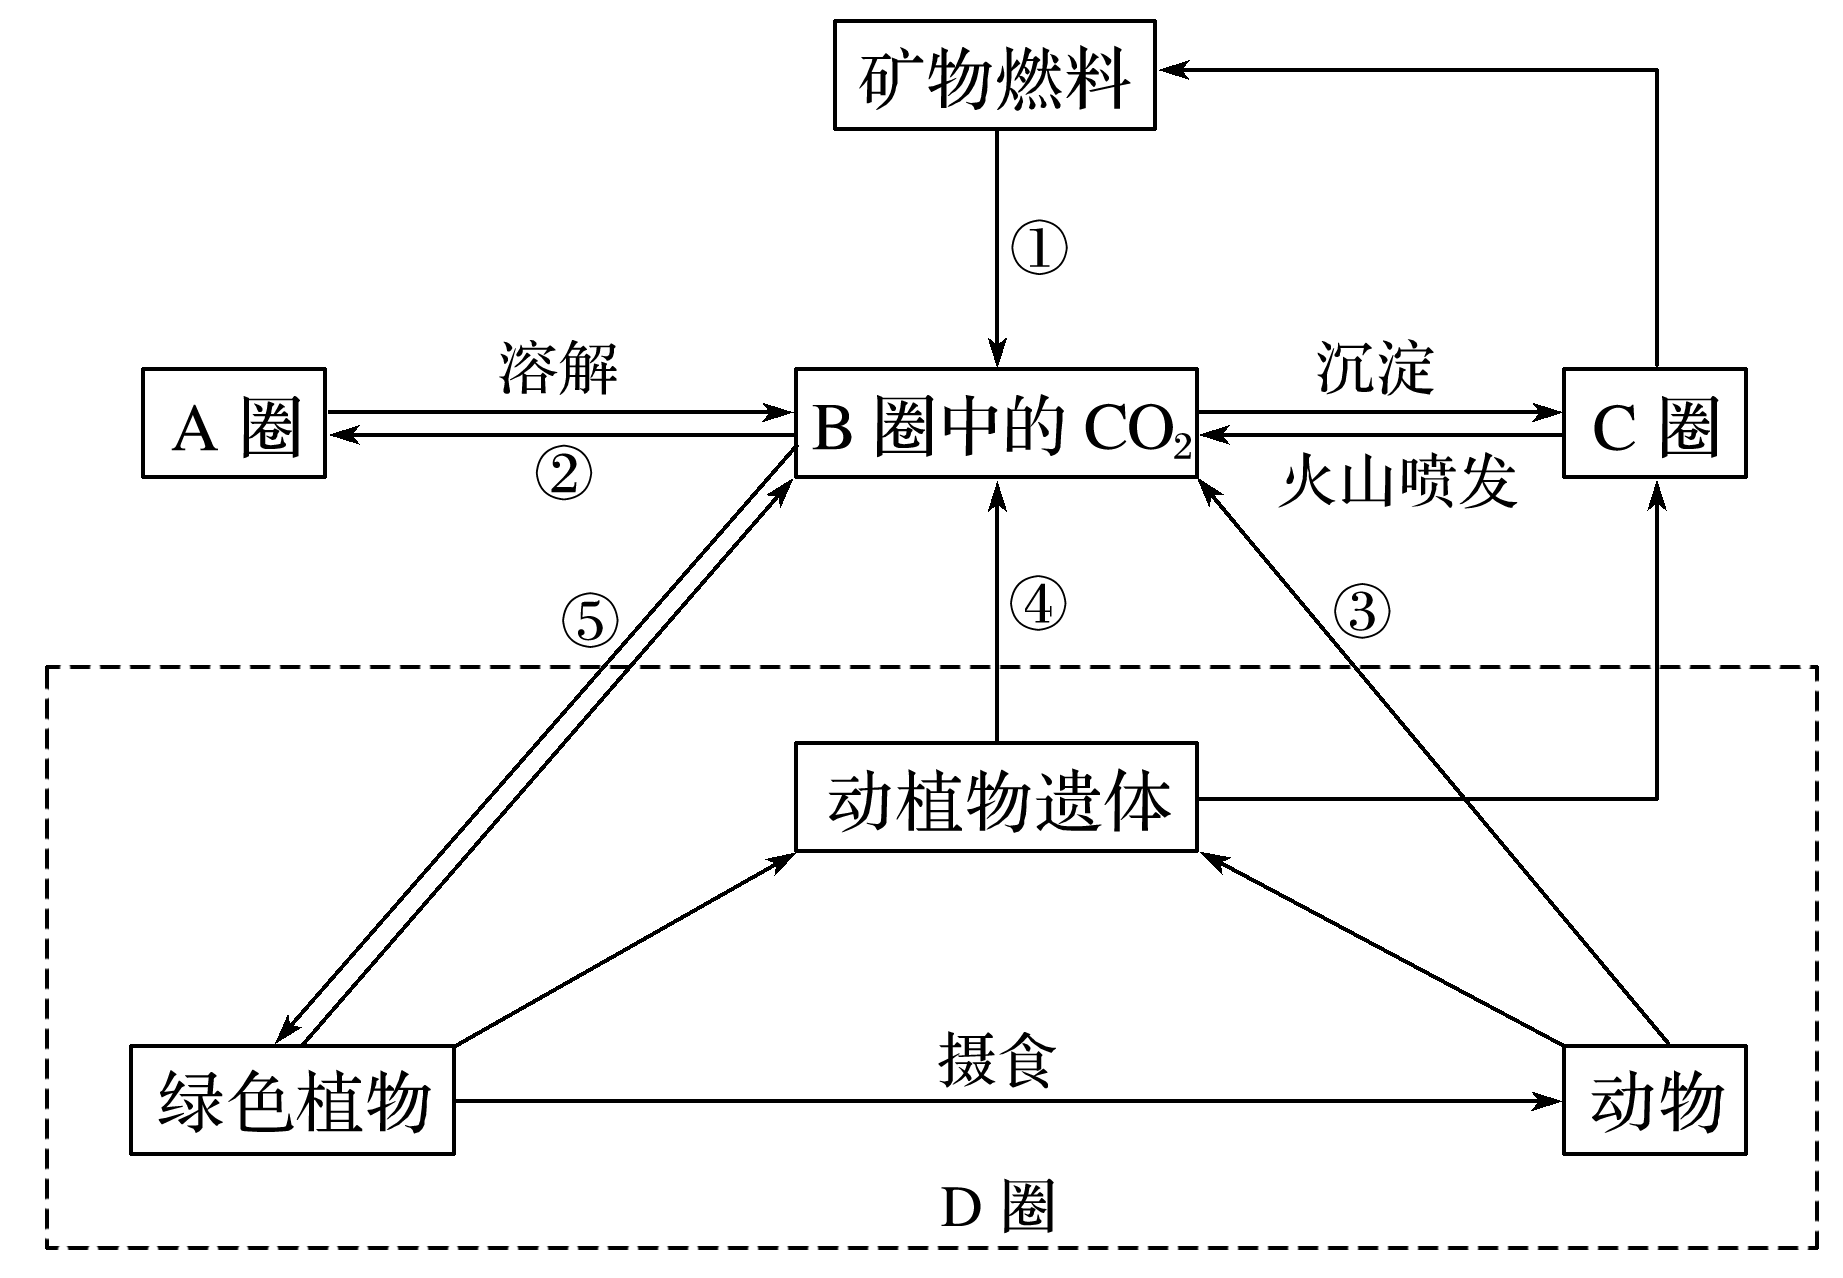 矿物燃料
①
溶解
沉淀
A 圈
B 圈中的 CO₂
C 圈
②
火山喷发
⑤
④
③
动植物遗体
摄食
绿色植物
动物
D 圈